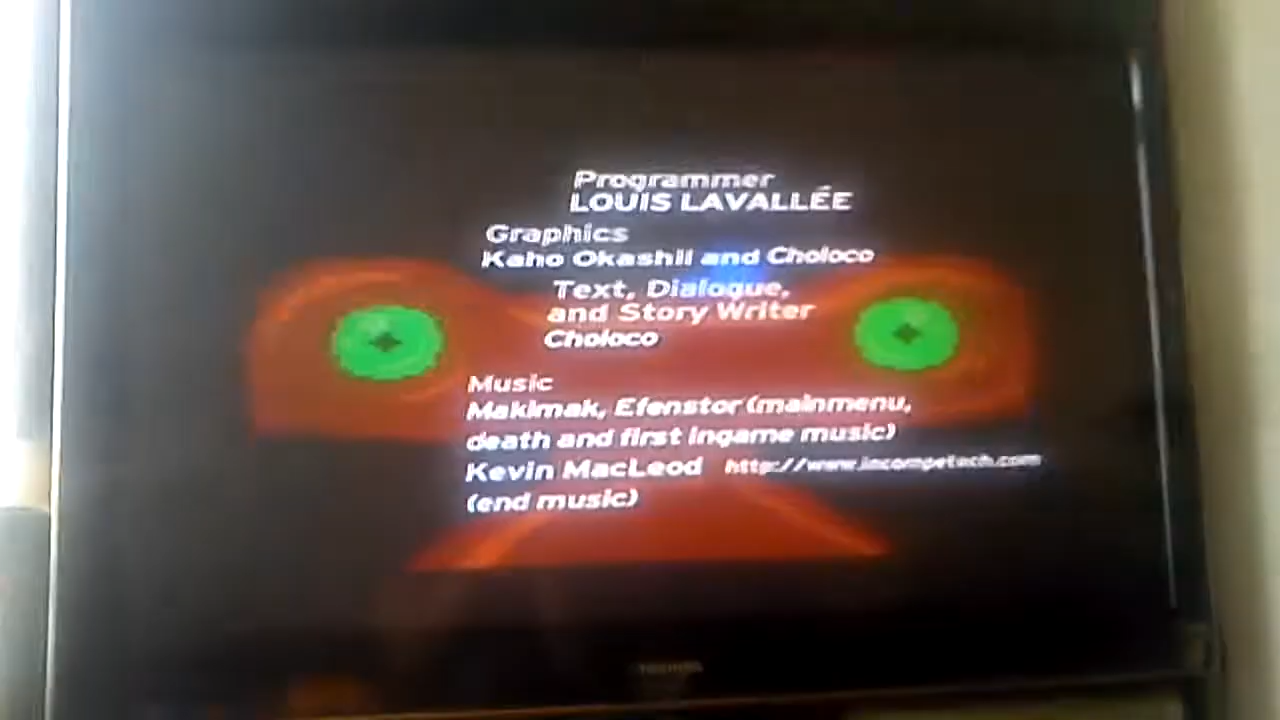 Programmer
LOUIS LAVALLÉE
Graphics
Kaho Okashii and Choloco
Text, Dialogue,
and Story Writer
Choloco
Music
Makimak, Efenstor (mainmenu,
death and first ingame music)
Kevin MacLeod http://www.incompetech.com
(end music)
TOSHIBA